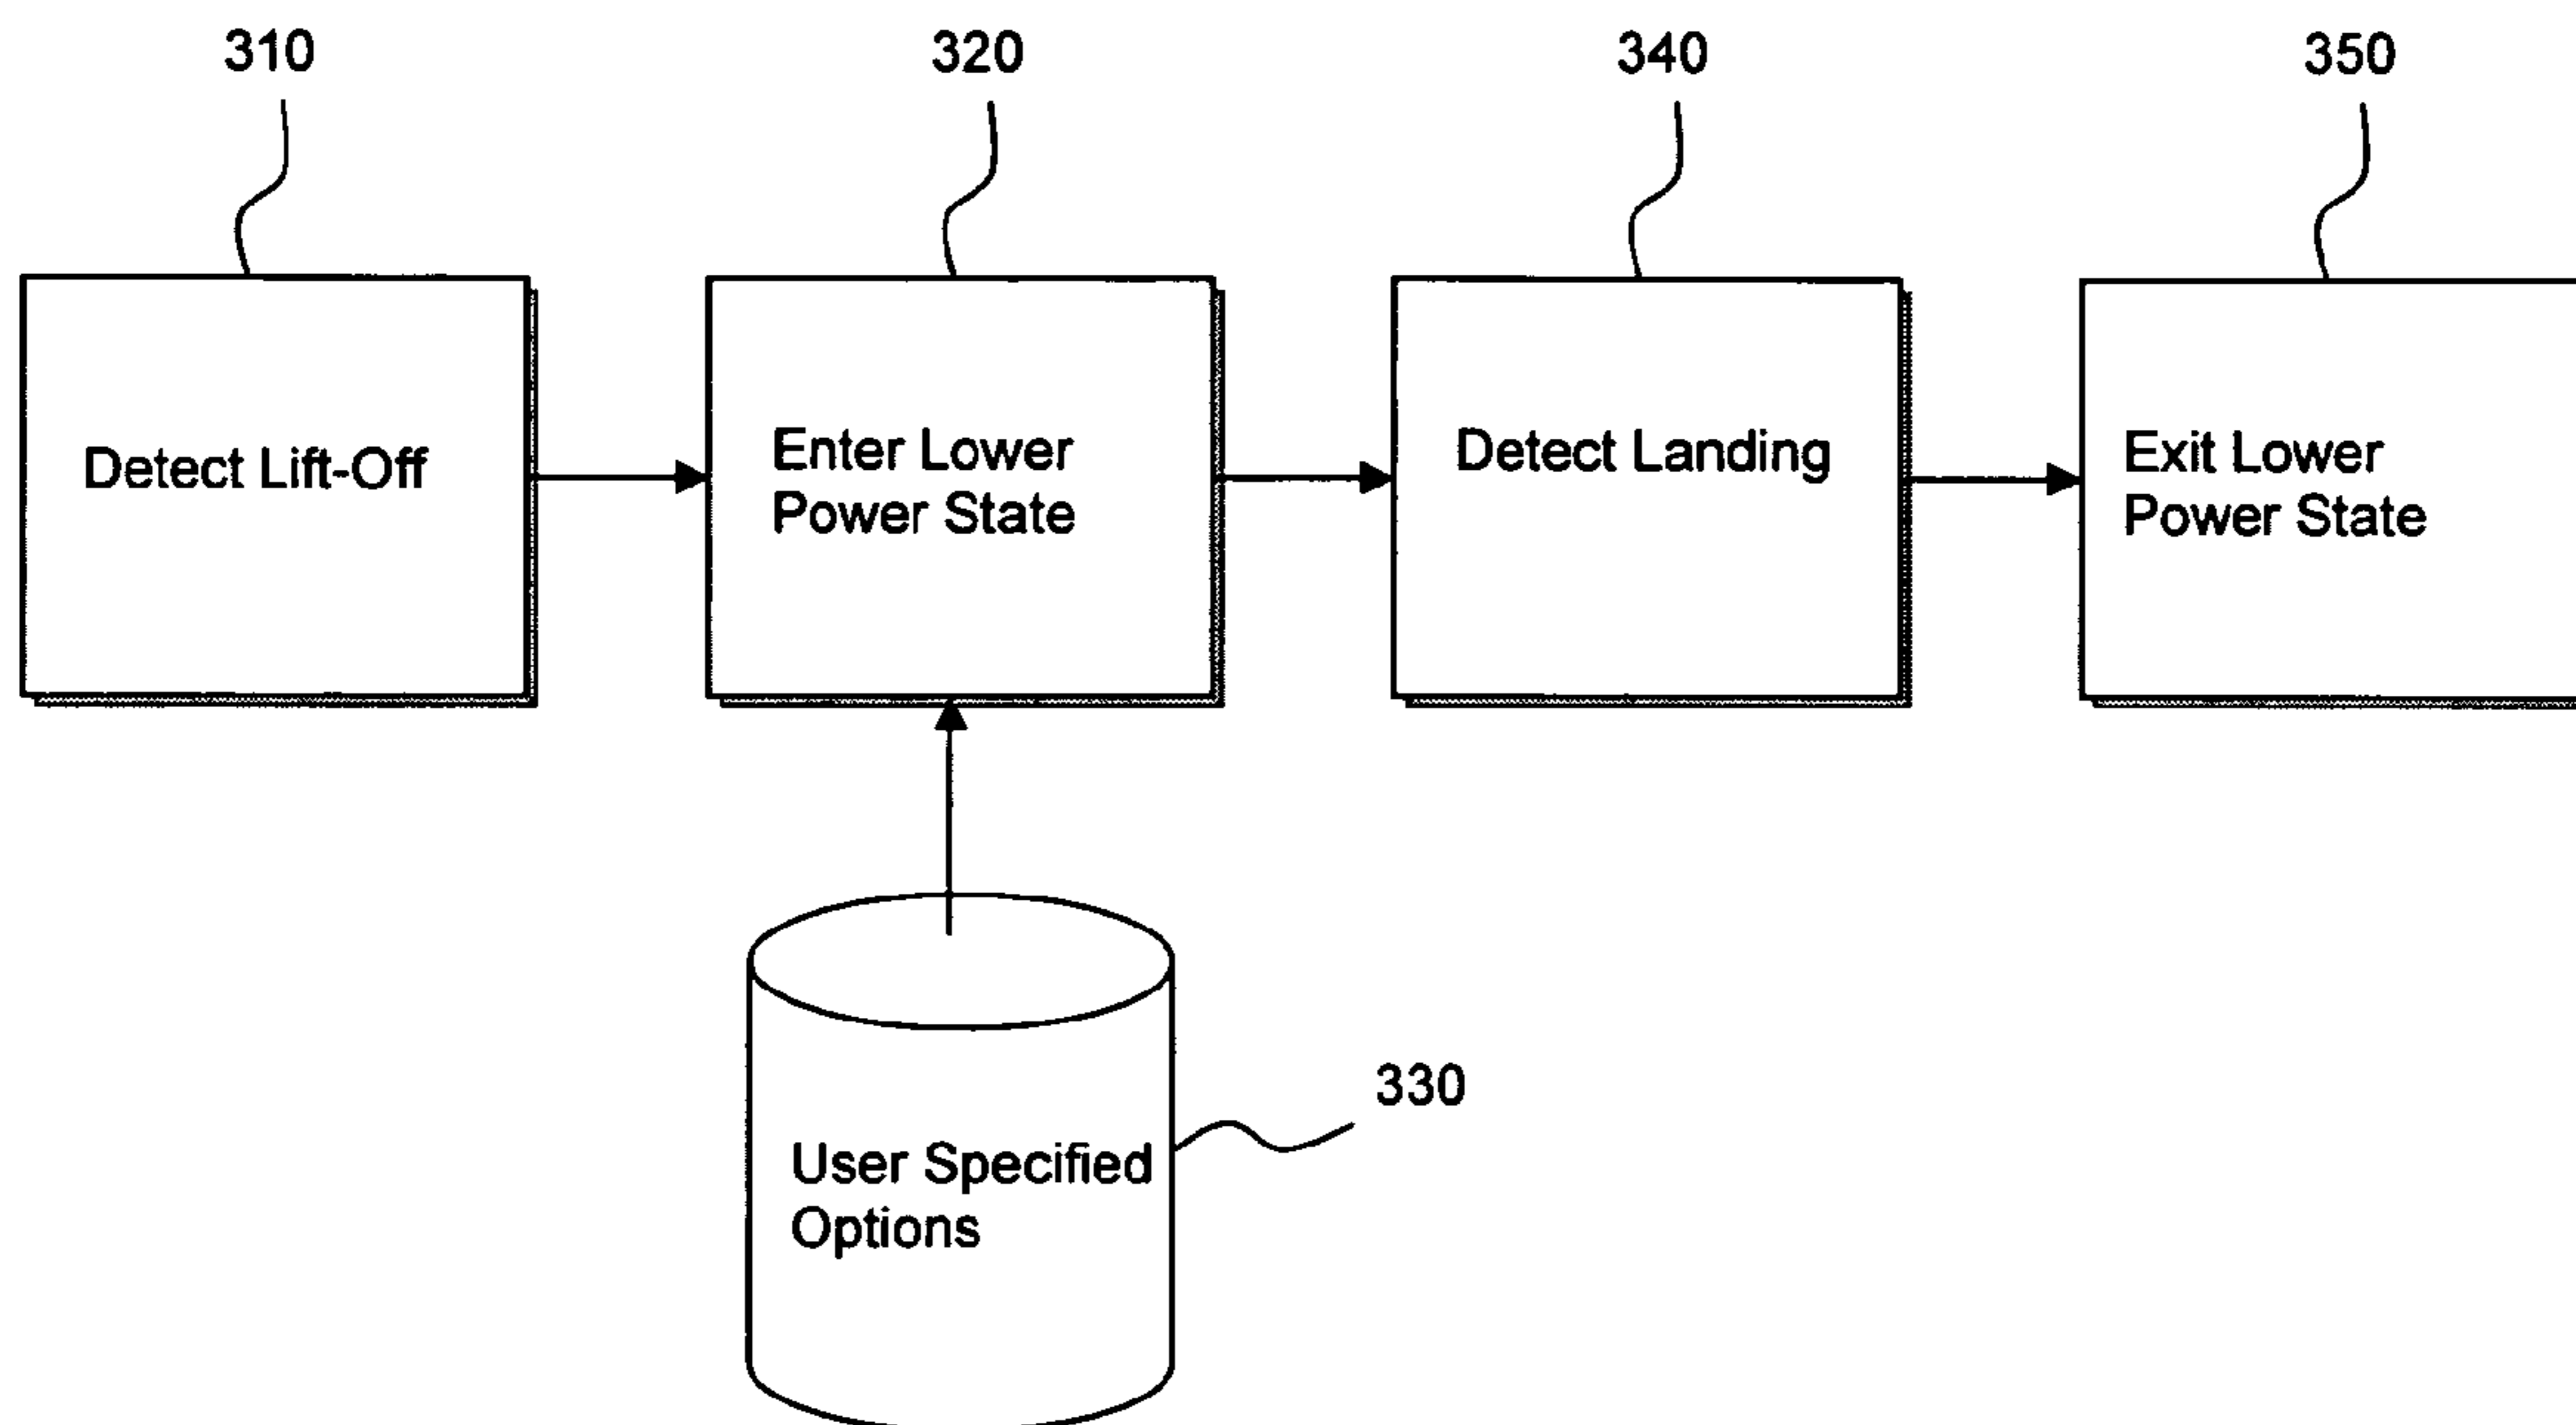 310
320
340
350
Detect Lift-Off
Enter Lower
Power State
Detect Landing
Exit Lower
Power State
330
User Specified
Options